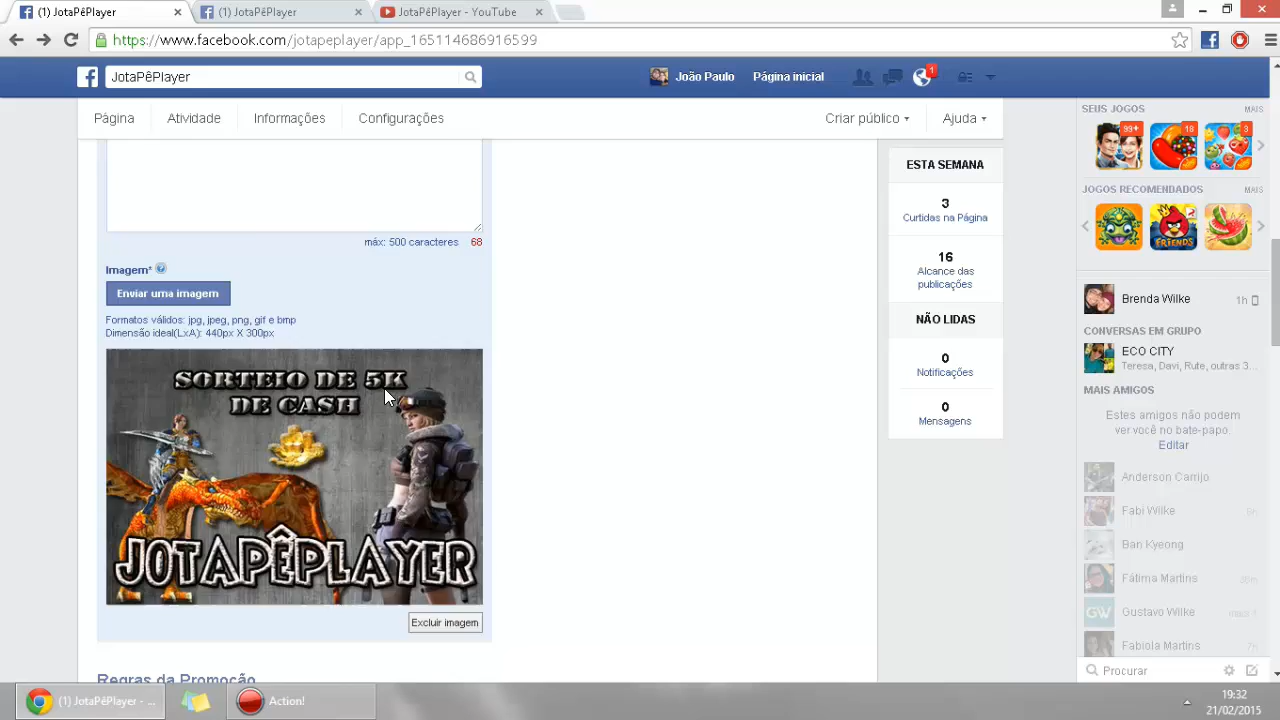 (1) JotaPêPlayer
(1) JotaPêPlayer
JotaPêPlayer - YouTube
https://www.facebook.com/jotapeplayer/app_165114686916599
JotaPêPlayer
João Paulo
Página inicial
1
Página
Atividade
Informações
Configurações
Criar público
Ajuda
SEUS JOGOS
MAIS
99+
18
3
JOGOS RECOMENDADOS
MAIS
FRIENDS
ESTA SEMANA
3
Curtidas na Página
16
Alcance das
publicações
NÃO LIDAS
0
Notificações
0
Mensagens
máx: 500 caracteres 68
Imagem*
Enviar uma imagem
Formatos válidos: jpg, jpeg, png, gif e bmp
Dimensão ideal(LxA): 440px X 300px
SORTEIO DE 5K
DE CASH
JOTAPÊPLAYER
Excluir imagem
Regras da Promoção
Brenda Wilke
1h
CONVERSAS EM GRUPO
ECO CITY
Teresa, Davi, Rute, outras 3...
MAIS AMIGOS
Estes amigos não podem
ver você no bate-papo.
Editar
Anderson Carrijo
Fabi Wilke
Ban Kyeong
Fátima Martins
GW
Gustavo Wilke
Fabiola Martins
Procurar
(1) JotaPêPlayer - ...
Action!
19:32
21/02/2015